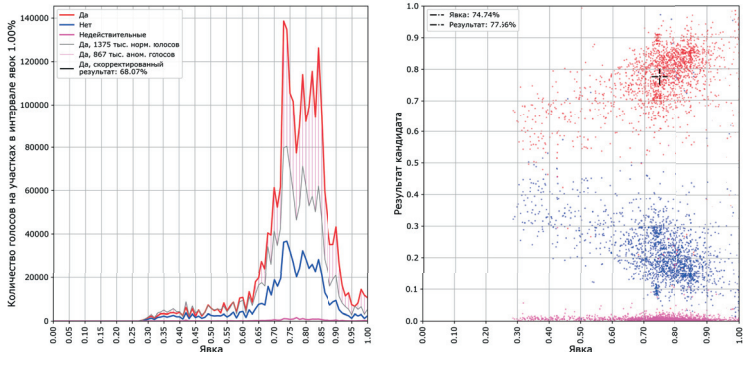 Да
Нет
Недействительные
Да, 1375 тыс. норм. юлосов
Да, 867 тыс. аном. гслосов
Да, скорректированный
результат: 68.07%
Количество голосов на участках в интэрвале явок 1.00%
140000
120000
100000
80000
60000
40000
20000
0
0.00 0.05 0.10 0.15 0.20 0.25 0.30 0.35 0.40 0.45 0.50 0.55 0.60 0.65 0.70 0.75 0.80 0.85 0.90 0.95 1.00
Явка
Явка: 74.74%
Результат: 77.66%
Результат кандидата
1.0
0.9
0.8
0.7
0.6
0.5
0.4
0.3
0.2
0.1
0.0
0.00 0.10 0.20 0.30 0.40 0.50 0.60 0.70 0.80 0.90 1.00
Явка